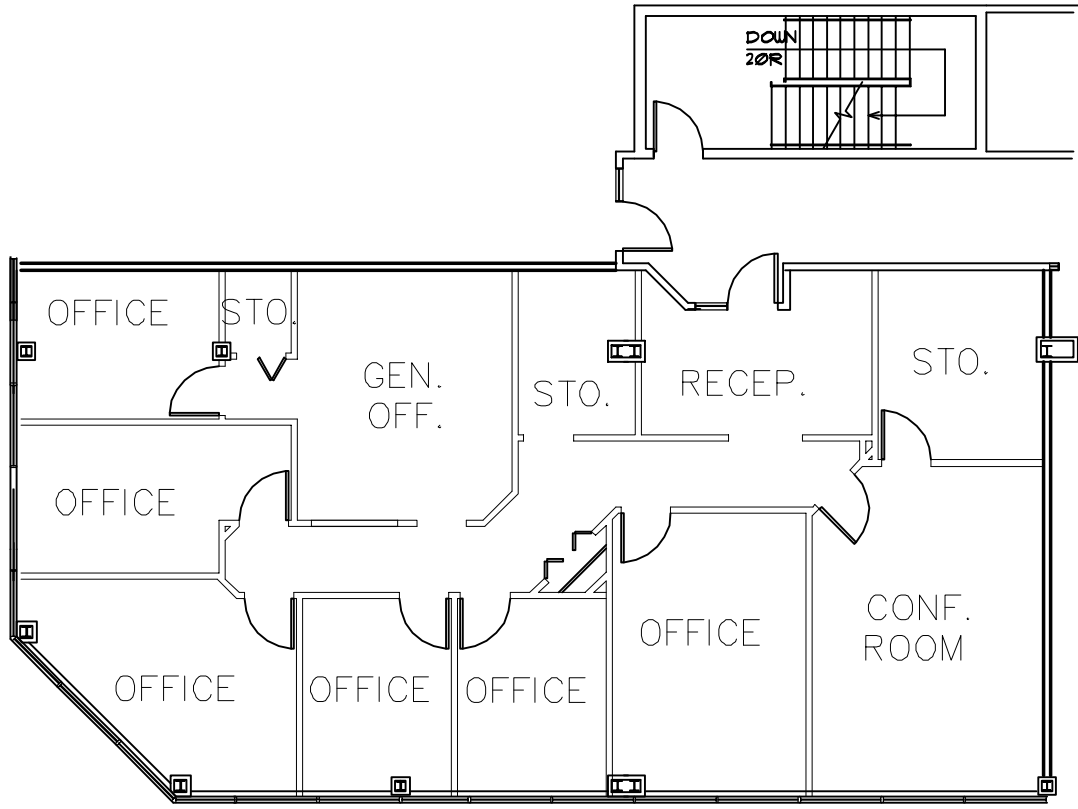 DOWN
20R
OFFICE
STO.
GEN.
OFF.
STO.
RECEP.
STO.
OFFICE
OFFICE
OFFICE
OFFICE
OFFICE
CONF.
ROOM